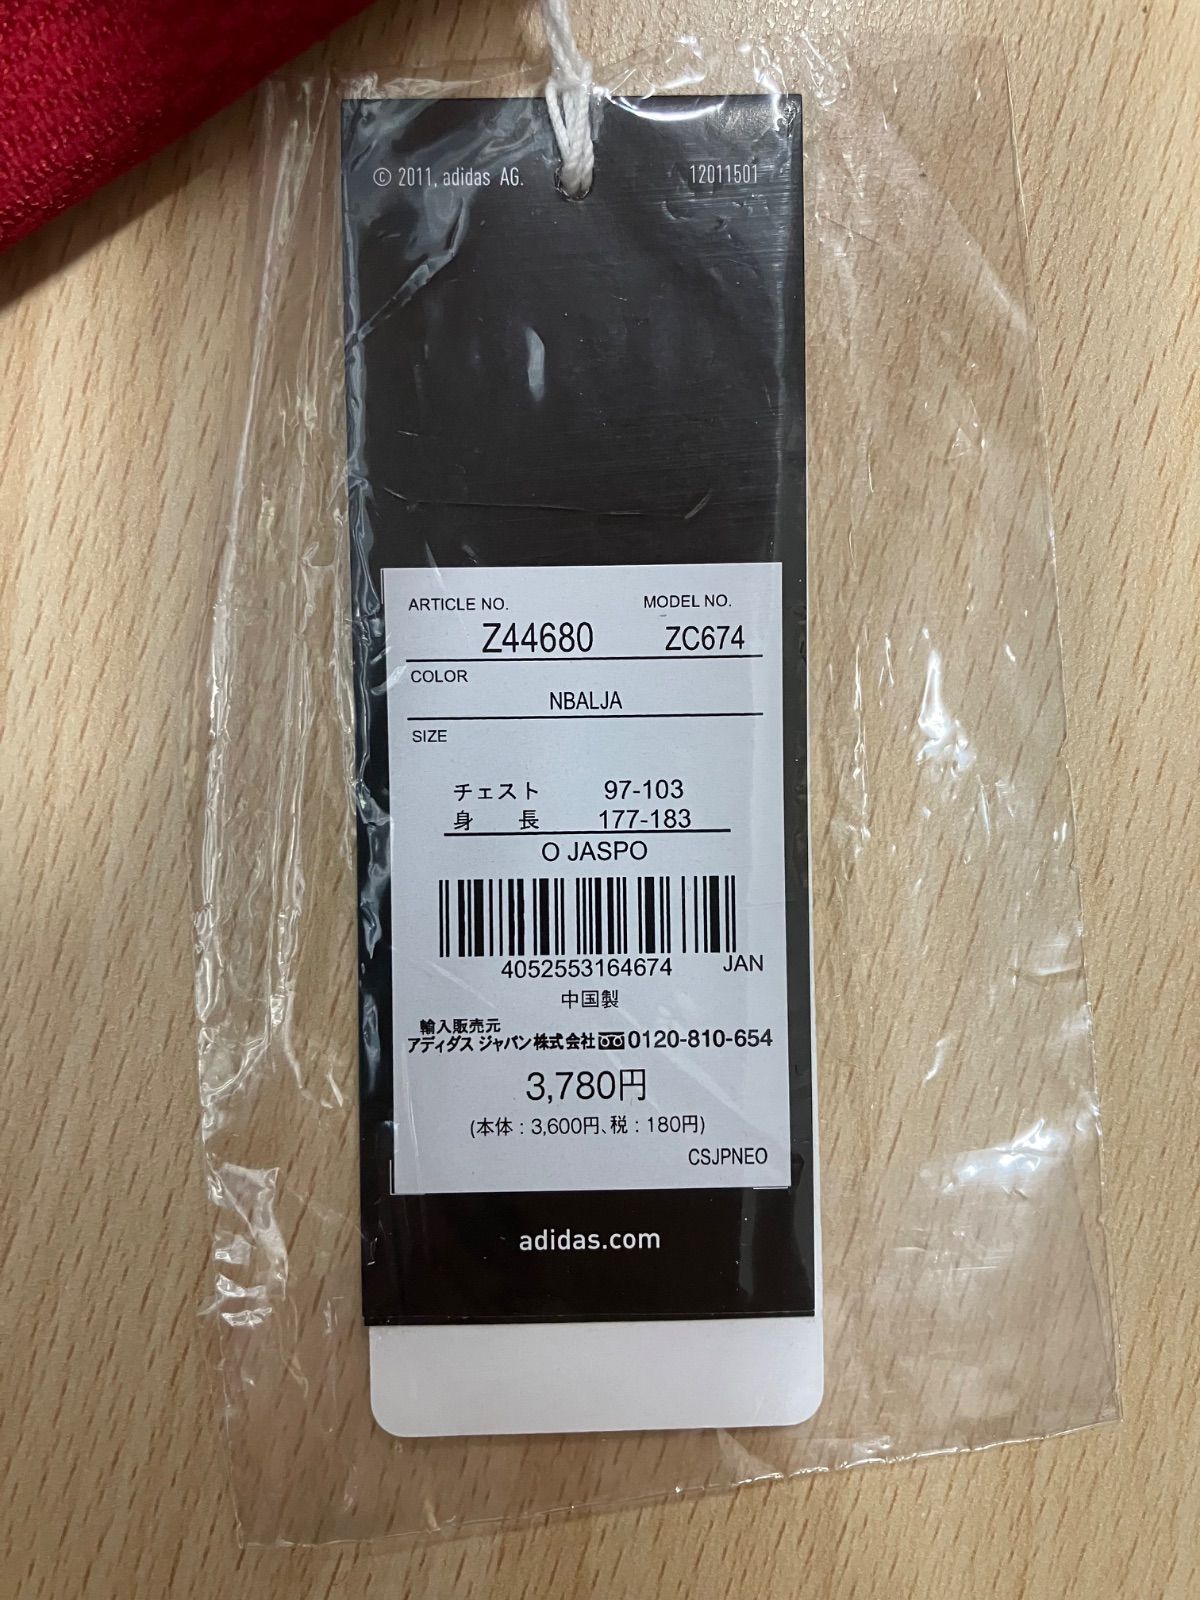 © 2011, adidas AG. 12011501
ARTICLE NO. MODEL NO.
Z44680 ZC674
COLOR
NBALJA
SIZE
チェスト 97-103
身 長 177-183
O JASPO
4052553164674 JAN
中国製
輸入販売元
アディダス ジャパン株式会社 0120-810-654
3,780円
(本体 : 3,600円、税 : 180円)
CSJPNEO
adidas.com